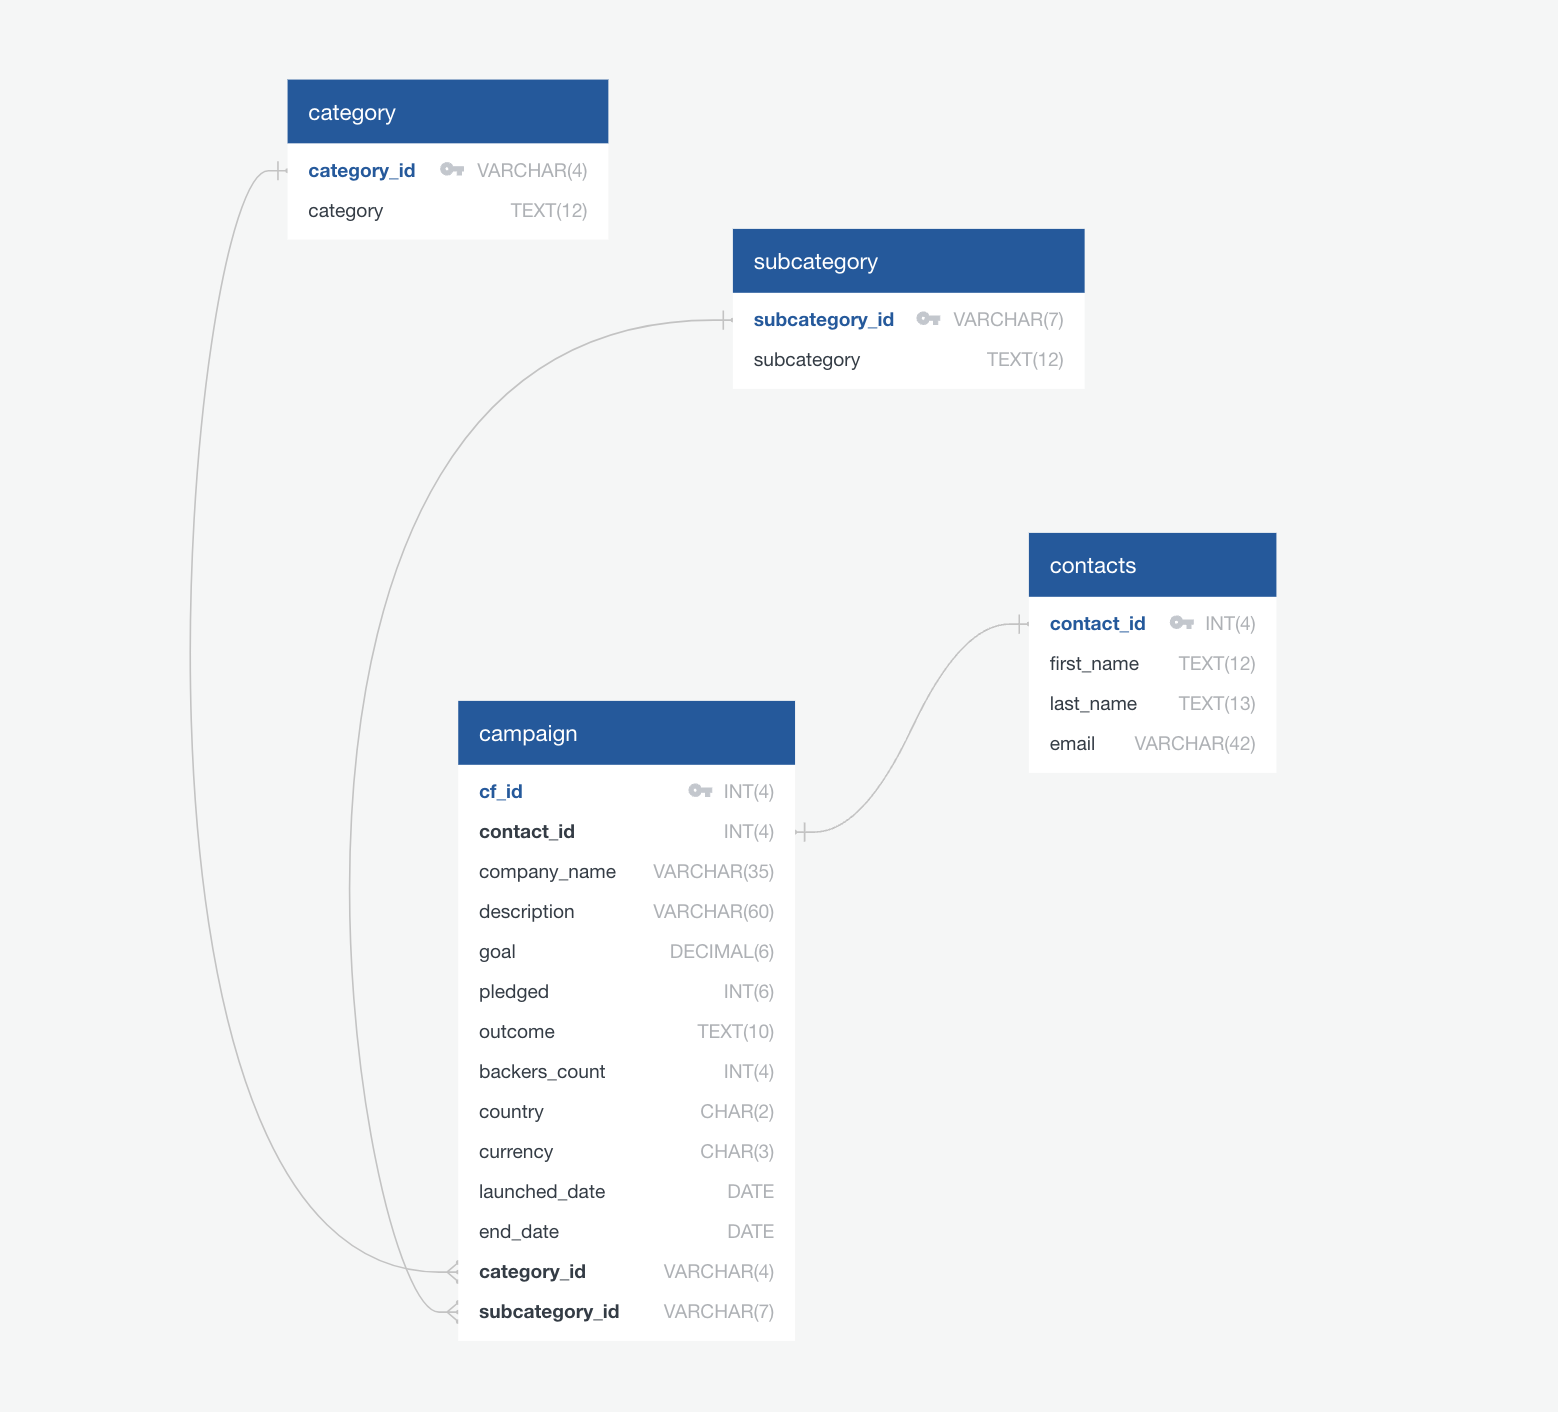 category
category_id VARCHAR(4)
category TEXT(12)
subcategory
subcategory_id VARCHAR(7)
subcategory TEXT(12)
contacts
contact_id INT(4)
first_name TEXT(12)
last_name TEXT(13)
email VARCHAR(42)
campaign
cf_id INT(4)
contact_id INT(4)
company_name VARCHAR(35)
description VARCHAR(60)
goal DECIMAL(6)
pledged INT(6)
outcome TEXT(10)
backers_count INT(4)
country CHAR(2)
currency CHAR(3)
launched_date DATE
end_date DATE
category_id VARCHAR(4)
subcategory_id VARCHAR(7)